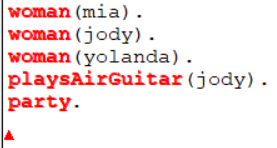 woman(mia).
woman(jody).
woman(yolanda).
playsAirGuitar(jody).
party.